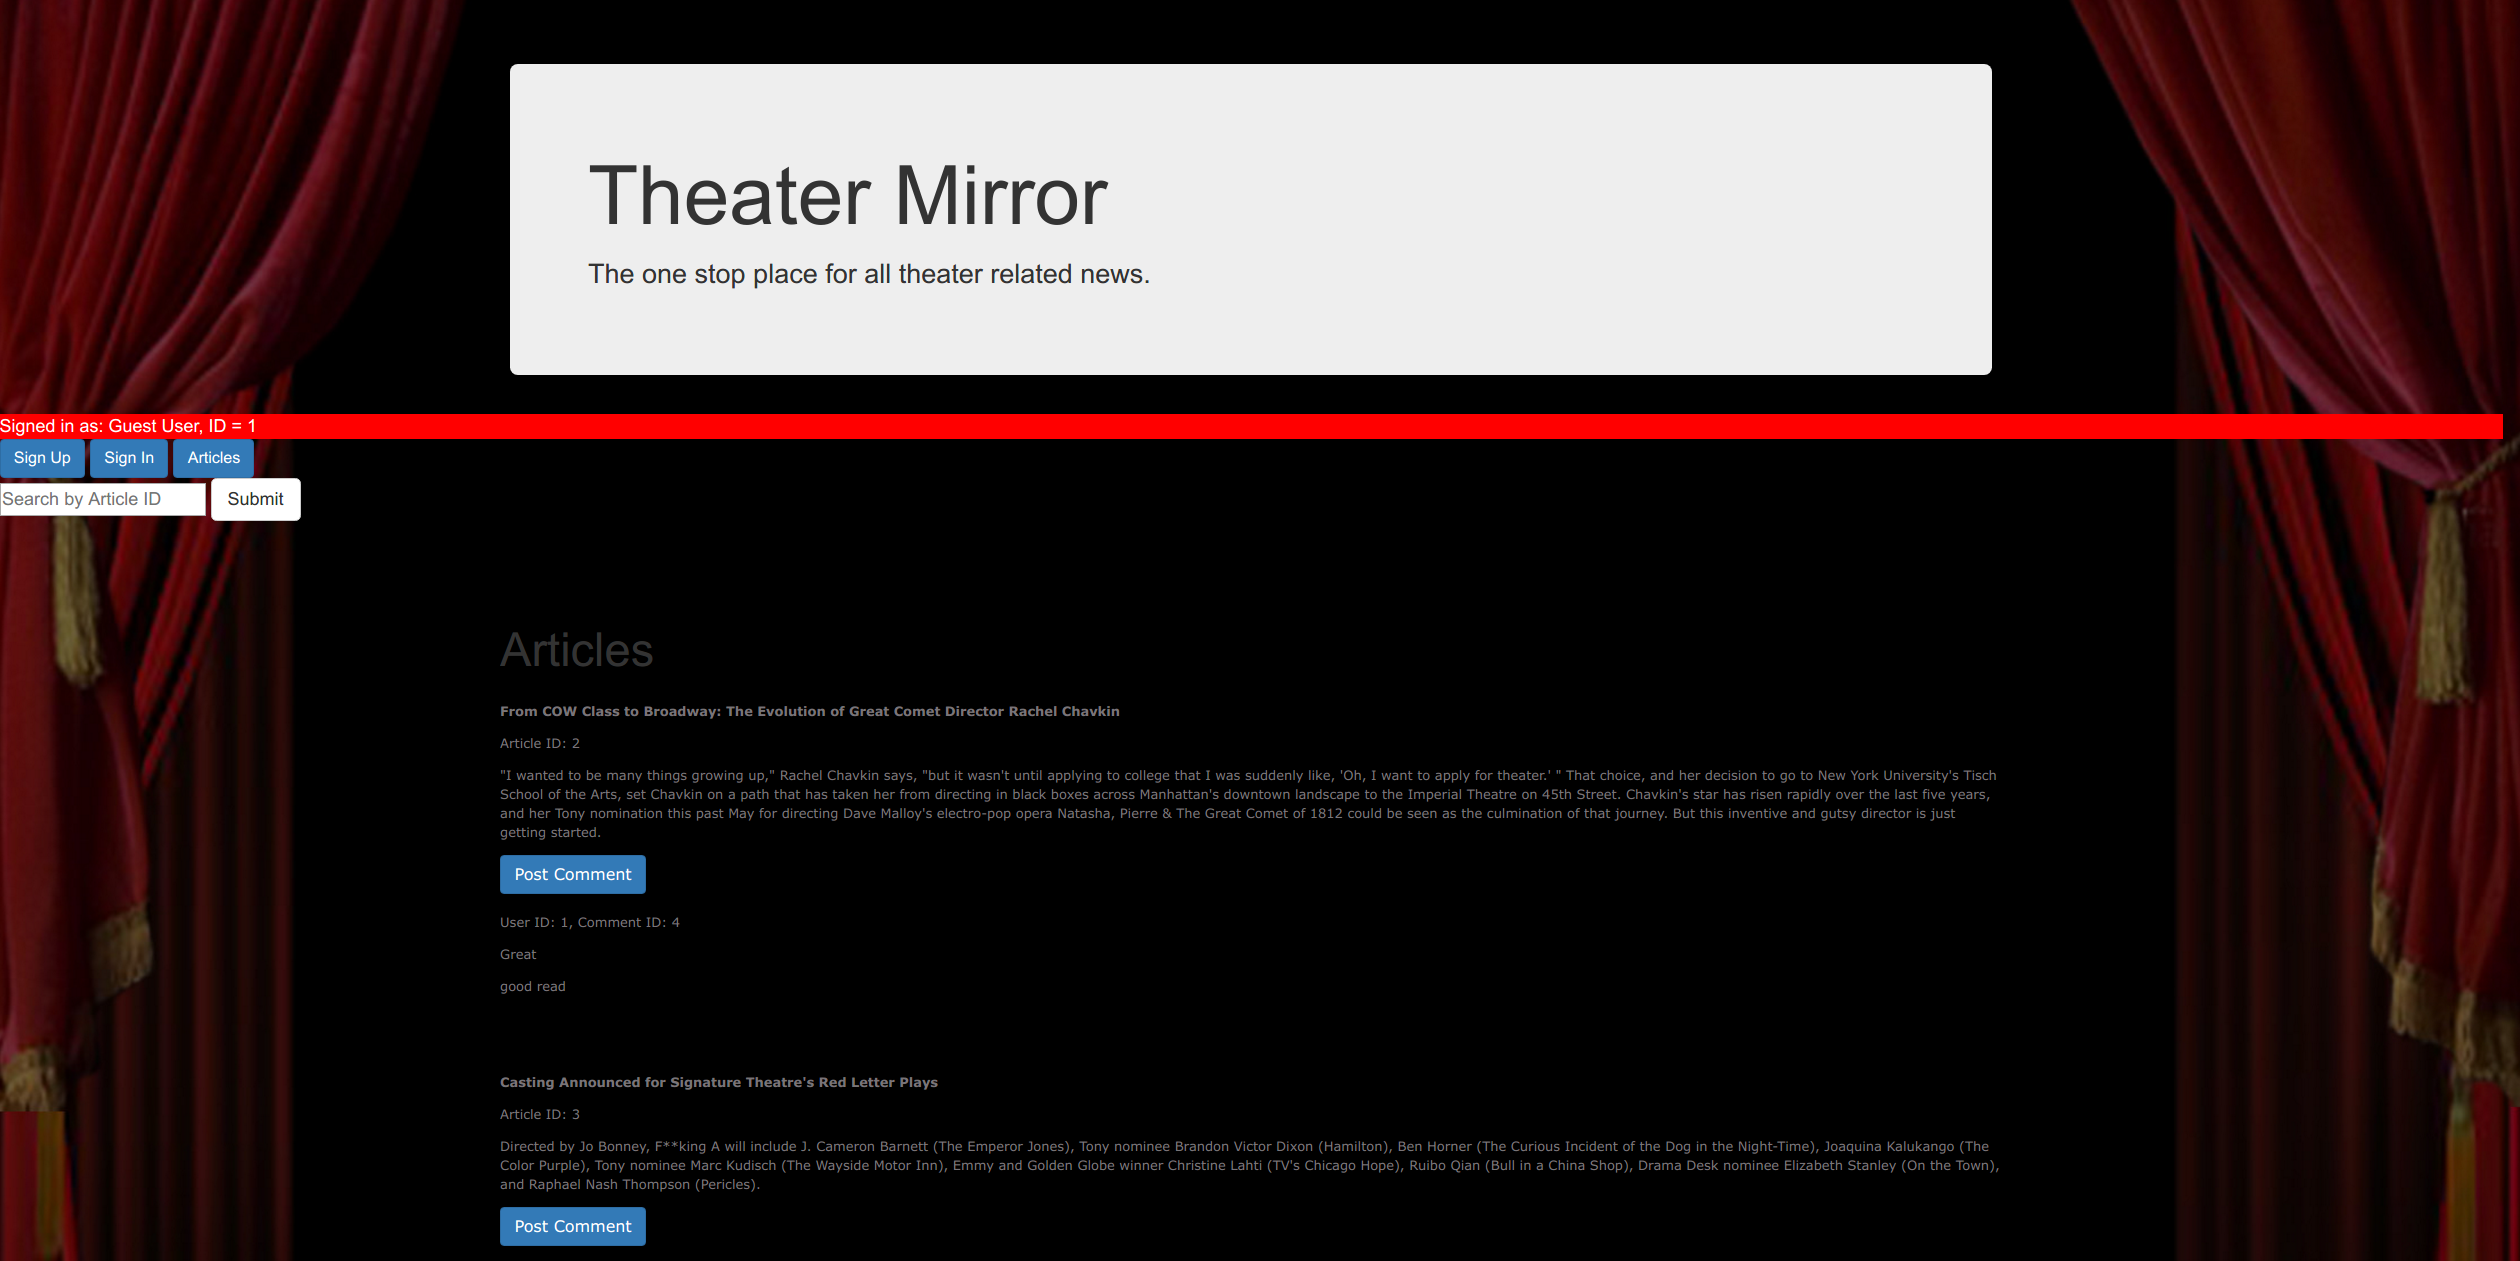 Theater Mirror
The one stop place for all theater related news.
Signed in as: Guest User, ID = 1
Sign Up Sign In Articles
Search by Article ID Submit
Articles
From COW Class to Broadway: The Evolution of Great Comet Director Rachel Chavkin
Article ID: 2
"I wanted to be many things growing up," Rachel Chavkin says, "but it wasn't until applying to college that I was suddenly like, 'Oh, I want to apply for theater.' " That choice, and her decision to go to New York University's Tisch
School of the Arts, set Chavkin on a path that has taken her from directing in black boxes across Manhattan's downtown landscape to the Imperial Theatre on 45th Street. Chavkin's star has risen rapidly over the last five years,
and her Tony nomination this past May for directing Dave Malloy's electro-pop opera Natasha, Pierre & The Great Comet of 1812 could be seen as the culmination of that journey. But this inventive and gutsy director is just
getting started.
Post Comment
User ID: 1, Comment ID: 4
Great
good read
Casting Announced for Signature Theatre's Red Letter Plays
Article ID: 3
Directed by Jo Bonney, F**king A will include J. Cameron Barnett (The Emperor Jones), Tony nominee Brandon Victor Dixon (Hamilton), Ben Horner (The Curious Incident of the Dog in the Night-Time), Joaquina Kalukango (The
Color Purple), Tony nominee Marc Kudisch (The Wayside Motor Inn), Emmy and Golden Globe winner Christine Lahti (TV's Chicago Hope), Ruibo Qian (Bull in a China Shop), Drama Desk nominee Elizabeth Stanley (On the Town),
and Raphael Nash Thompson (Pericles).
Post Comment